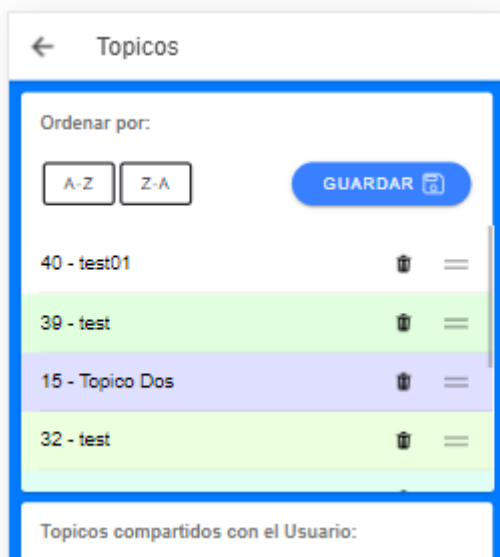 Topicos
Ordenar por:
A-Z Z-A GUARDAR
40 - test01
39 - test
15 - Topico Dos
32 - test
Topicos compartidos con el Usuario: